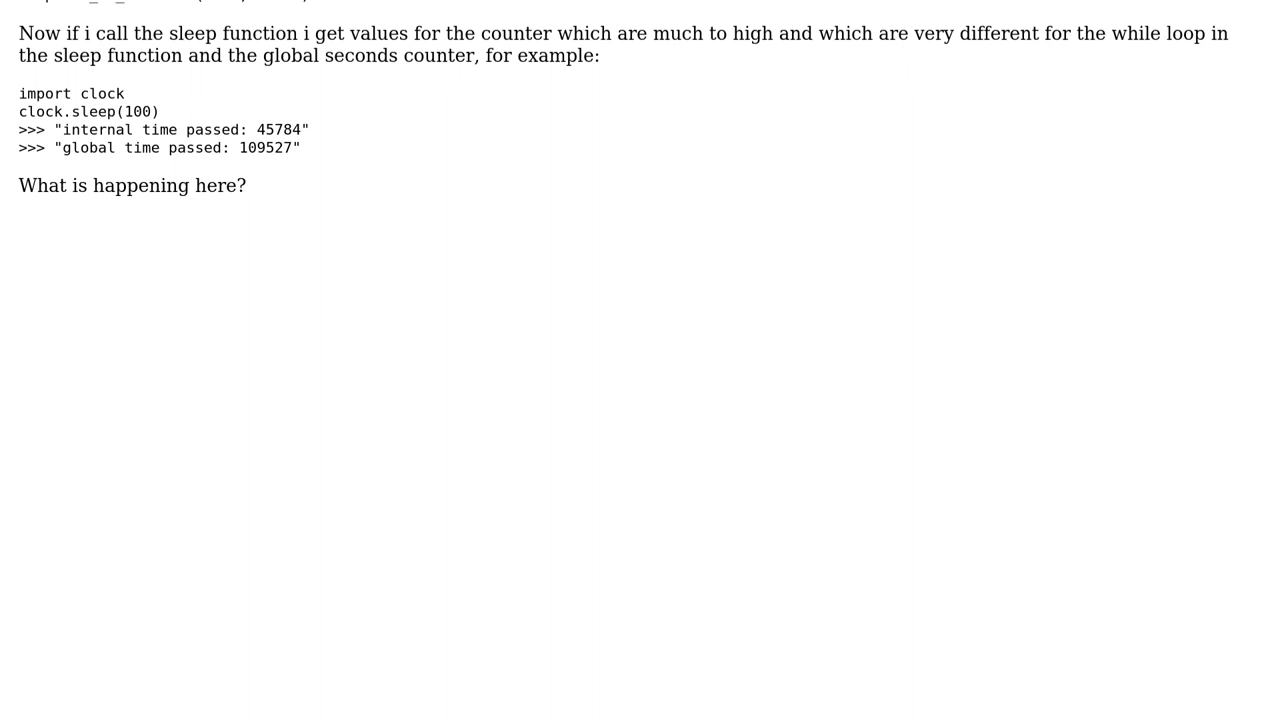 Now if i call the sleep function i get values for the counter which are much to high and which are very different for the while loop in
the sleep function and the global seconds counter, for example:
import clock
clock.sleep(100)
>>> "internal time passed: 45784"
>>> "global time passed: 109527"
What is happening here?